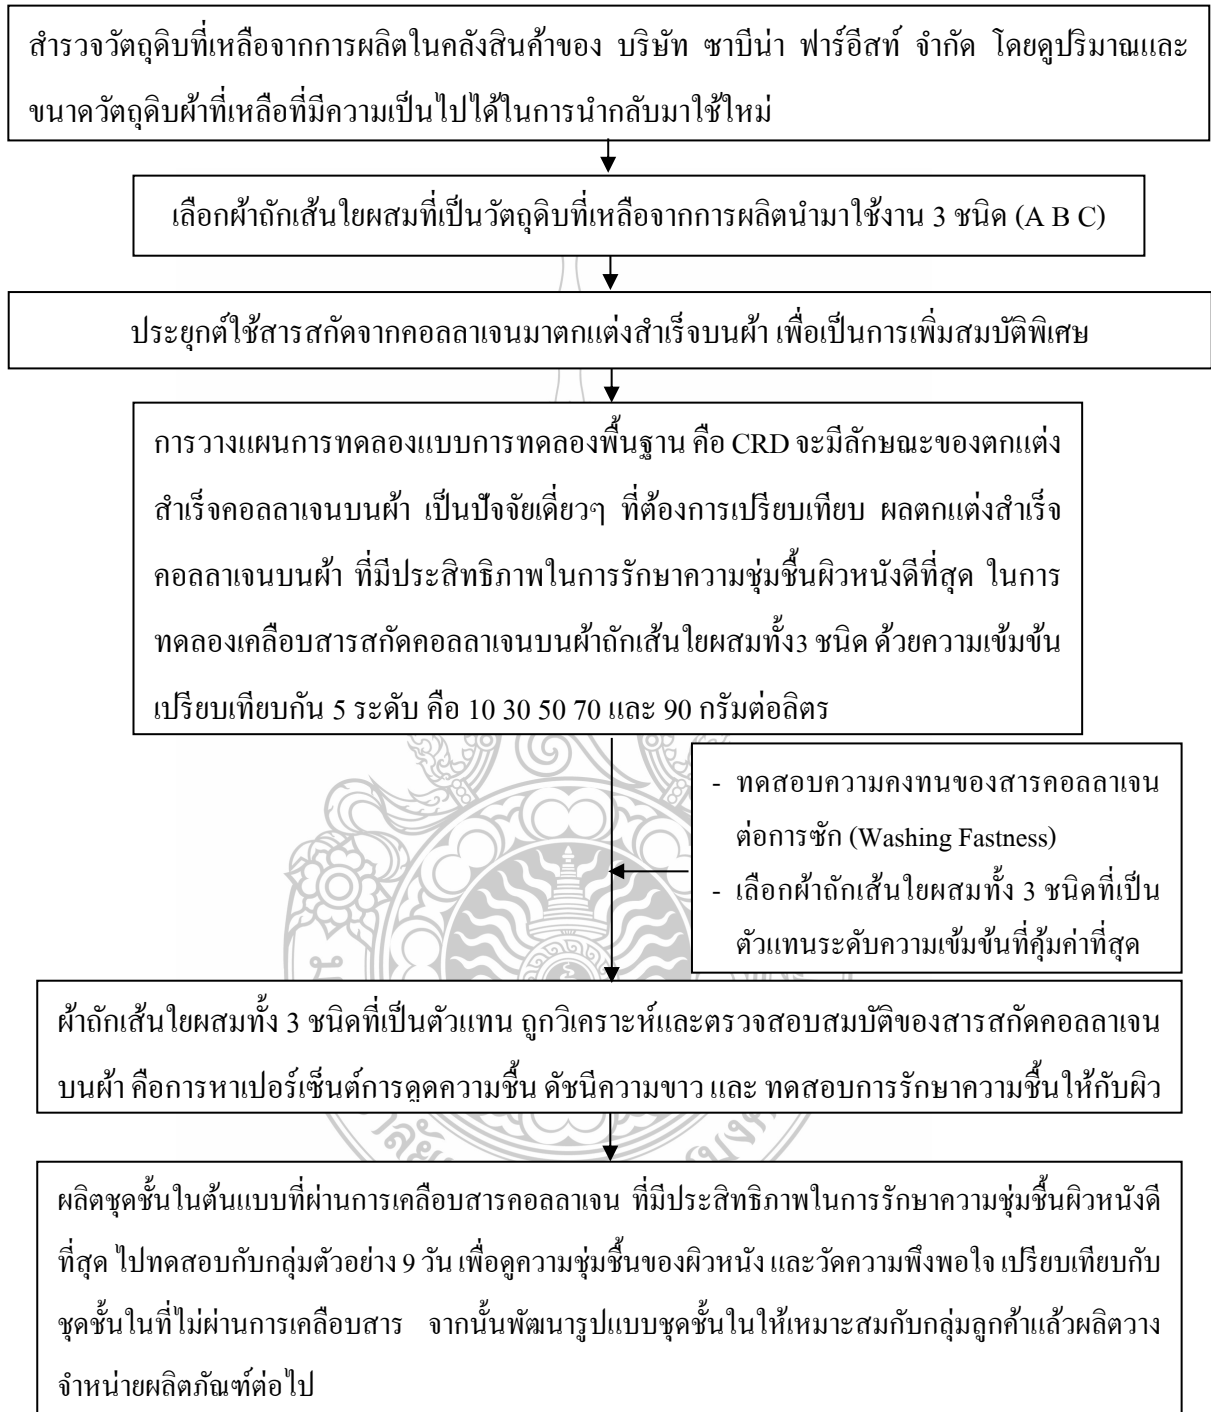 สำรวจวัตถุดิบที่เหลือจากการผลิตในคลังสินค้าของ บริษัท ซาบีน่า ฟาร์อีสท์ จำกัด โดยดูปริมาณและ
ขนาดวัตถุดิบผ้าที่เหลือที่มีความเป็นไปได้ในการนำกลับมาใช้ใหม่
เลือกผ้าถักเส้นใยผสมที่เป็นวัตถุดิบที่เหลือจากการผลิตนำมาใช้งาน 3 ชนิด (A B C)
ประยุกต์ใช้สารสกัดจากคอลลาเจนมาตกแต่งสำเร็จบนผ้า เพื่อเป็นการเพิ่มสมบัติพิเศษ
การวางแผนการทดลองแบบการทดลองพื้นฐาน คือ CRD จะมีลักษณะของตกแต่ง
สำเร็จคอลลาเจนบนผ้า เป็นปัจจัยเดี่ยวๆ ที่ต้องการเปรียบเทียบ ผลตกแต่งสำเร็จ
คอลลาเจนบนผ้า ที่มีประสิทธิภาพในการรักษาความชุ่มชื้นผิวหนังดีที่สุด ในการ
ทดลองเคลือบสารสกัดคอลลาเจนบนผ้าถักเส้นใยผสมทั้ง3 ชนิด ด้วยความเข้มข้น
เปรียบเทียบกัน 5 ระดับ คือ 10 30 50 70 และ 90 กรัมต่อลิตร
- ทดสอบความคงทนของสารคอลลาเจน
ต่อการซัก (Washing Fastness)
- เลือกผ้าถักเส้นใยผสมทั้ง 3 ชนิดที่เป็น
ตัวแทนระดับความเข้มข้นที่คุ้มค่าที่สุด
ผ้าถักเส้นใยผสมทั้ง 3 ชนิดที่เป็นตัวแทน ถูกวิเคราะห์และตรวจสอบสมบัติของสารสกัดคอลลาเจน
บนผ้า คือการหาเปอร์เซ็นต์การดูดความชื้น ดัชนีความขาว และ ทดสอบการรักษาความชื้นให้กับผิว
ผลิตชุดชั้นในต้นแบบที่ผ่านการเคลือบสารคอลลาเจน ที่มีประสิทธิภาพในการรักษาความชุ่มชื้นผิวหนังดี
ที่สุด ไปทดสอบกับกลุ่มตัวอย่าง 9 วัน เพื่อดูความชุ่มชื้นของผิวหนัง และวัดความพึงพอใจ เปรียบเทียบกับ
ชุดชั้นในที่ไม่ผ่านการเคลือบสาร จากนั้นพัฒนารูปแบบชุดชั้นในให้เหมาะสมกับกลุ่มลูกค้าแล้วผลิตวาง
จำหน่ายผลิตภัณฑ์ต่อไป